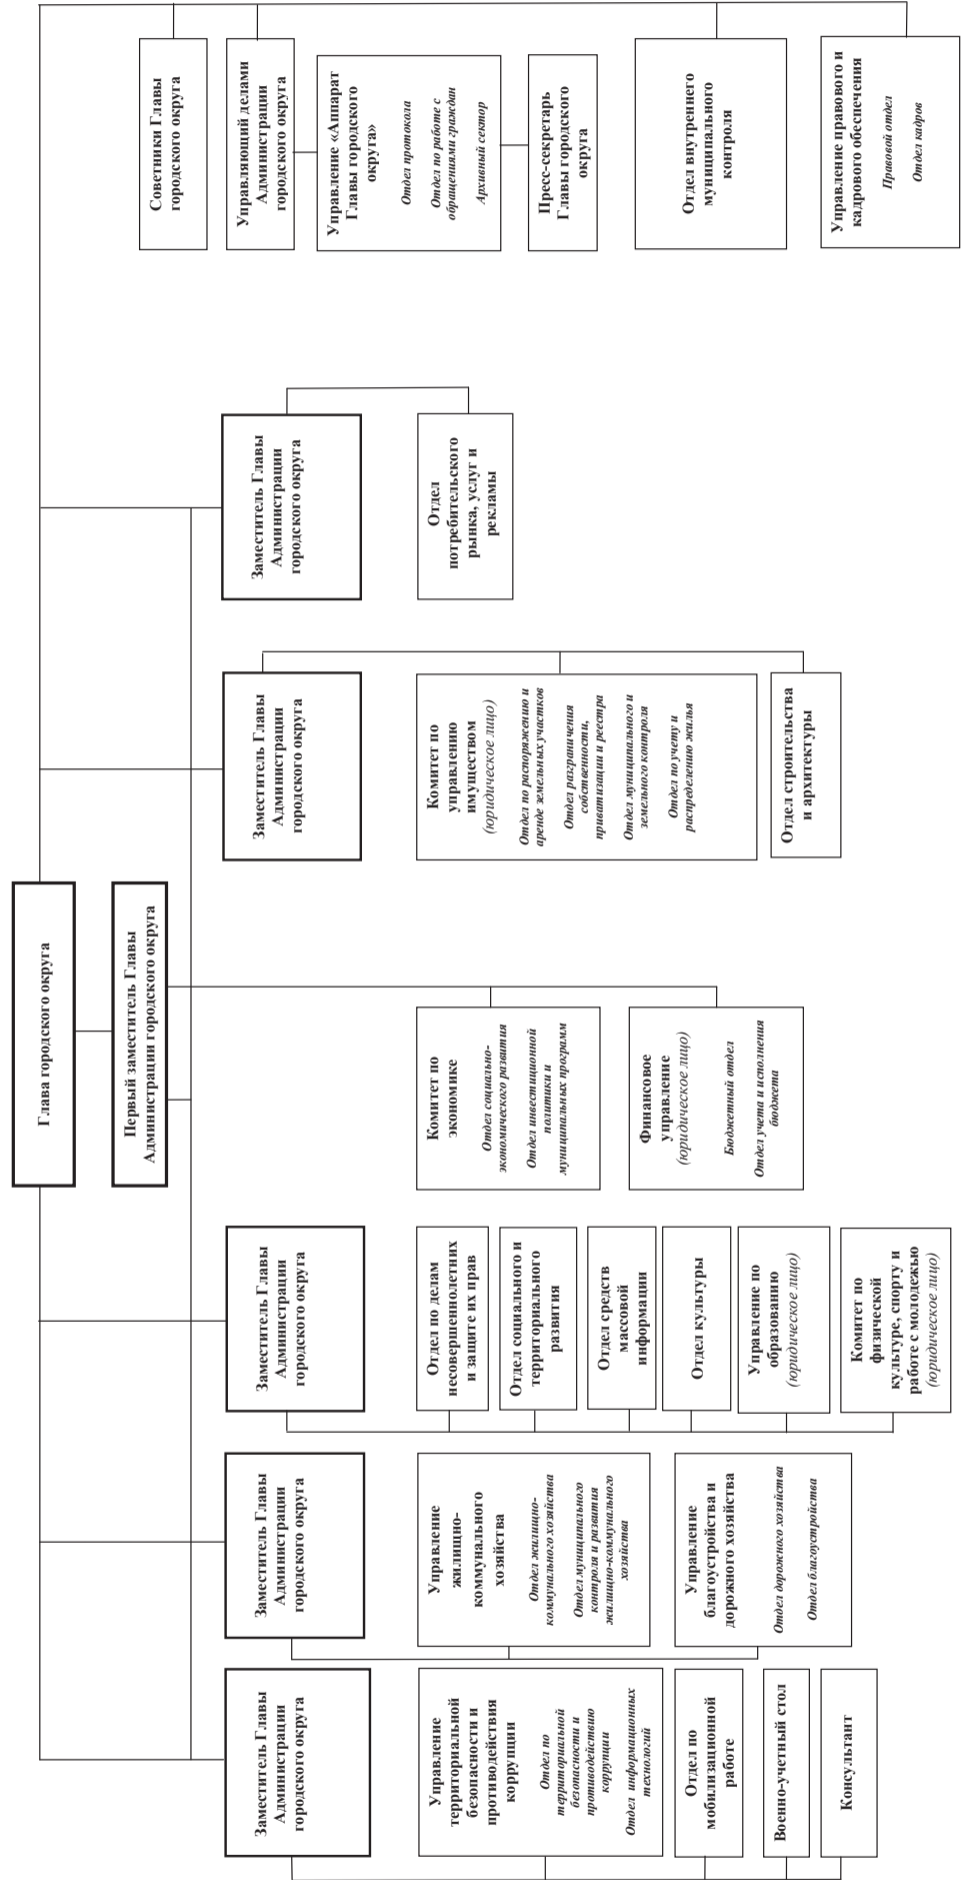 Глава городского округа
Первый заместитель Главы
Администрации городского округа
Заместитель Главы
Администрации
городского округа
Управление
территориальной
безопасности и
противодействия
коррупции
Отдел по
территориальной
безопасности и
противодействию
коррупции
Отдел информационных
технологий
Отдел по
мобилизационной
работе
Военно-учетный стол
Консультант
Заместитель Главы
Администрации
городского округа
Управление
жилищно-
коммунального
хозяйства
Отдел жилищно-
коммунального хозяйства
Отдел муниципального
контроля и развития
жилищно-коммунального
хозяйства
Управление
благоустройства и
дорожного хозяйства
Отдел дорожного хозяйства
Отдел благоустройства
Заместитель Главы
Администрации
городского округа
Отдел по делам
несовершеннолетних
и защите их прав
Отдел социального и
территориального
развития
Отдел средств
массовой
информации
Отдел культуры
Управление по
образованию
(юридическое лицо)
Комитет по
физической
культуре, спорту и
работе с молодежью
(юридическое лицо)
Комитет по
экономике
Отдел социально-
экономического развития
Отдел инвестиционной
политики и
муниципальных программ
Финансовое
управление
(юридическое лицо)
Бюджетный отдел
Отдел учета и исполнения
бюджета
Заместитель Главы
Администрации
городского округа
Комитет по
управлению
имуществом
(юридическое лицо)
Отдел по распоряжению и
аренде земельных участков
Отдел разграничения
собственности,
приватизации и реестра
Отдел муниципального и
земельного контроля
Отдел по учету и
распределению жилья
Отдел строительства
и архитектуры
Заместитель Главы
Администрации
городского округа
Отдел
потребительского
рынка, услуг и
рекламы
Советники Главы
городского округа
Управляющий делами
Администрации
городского округа
Управление «Аппарат
Главы городского
округа»
Отдел протокола
Отдел по работе с
обращениями граждан
Архивный сектор
Пресс-секретарь
Главы городского
округа
Отдел внутреннего
муниципального
контроля
Управление правового и
кадрового обеспечения
Правовой отдел
Отдел кадров